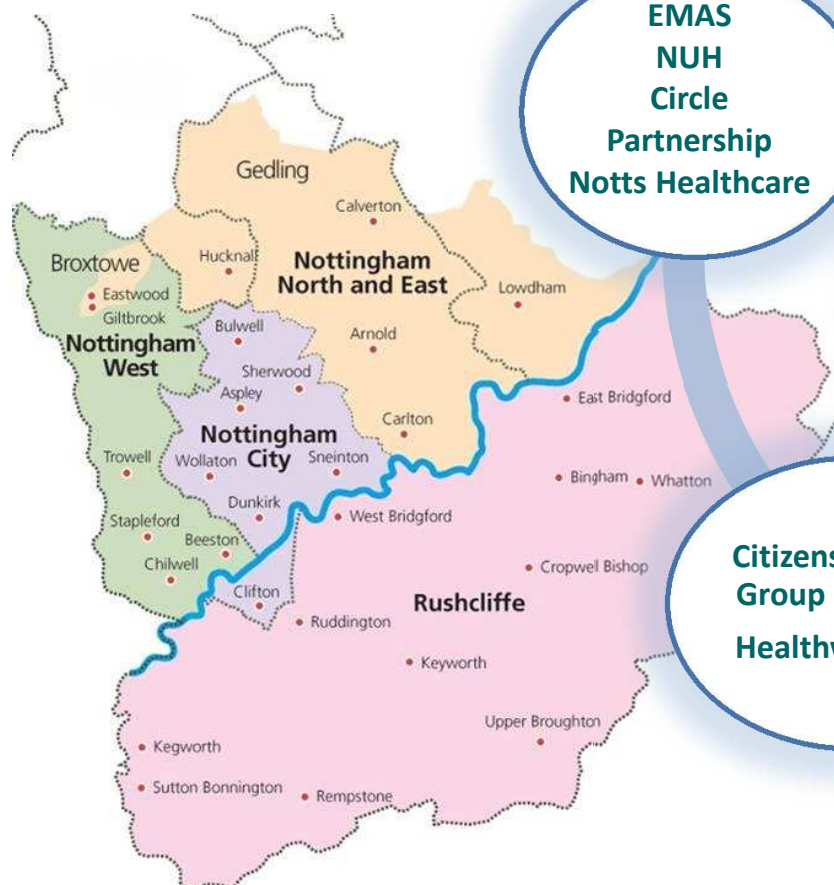 EMAS
NUH
Circle
Partnership
Notts Healthcare
Gedling
Calverton
Broxtowe
Hucknall
Nottingham
North and East
Lowdham
Eastwood
Giltbrook
Nottingham
West
Bulwell
Arnold
Sherwood
Aspley
East Bridgford
Carlton
Nottingham
City
Trowell
Wollaton
Sneinton
Bingham
Whatton
Dunkirk
West Bridgford
Stapleford
Beeston
Chilwell
Cropwell Bishop
Clifton
Rushcliffe
Ruddington
Keyworth
Upper Broughton
Kegworth
Sutton Bonnington
Rempstone
Citizens
Group